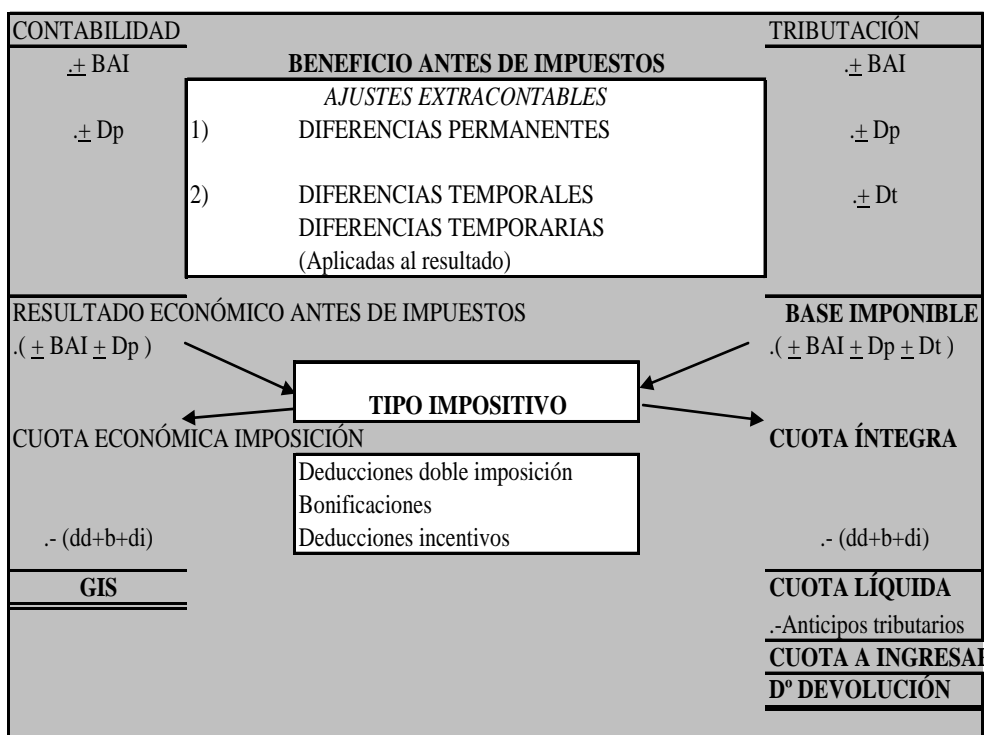 CONTABILIDAD TRIBUTACIÓN
.+ BAI BENEFICIO ANTES DE IMPUESTOS .+ BAI
AJUSTES EXTRACONTABLES
.+ Dp 1) DIFERENCIAS PERMANENTES .+ Dp
2) DIFERENCIAS TEMPORALES .+ Dt
DIFERENCIAS TEMPORARIAS
(Aplicadas al resultado)
RESULTADO ECONÓMICO ANTES DE IMPUESTOS BASE IMPONIBLE
.( + BAI + Dp ) .( + BAI + Dp + Dt )
TIPO IMPOSITIVO
CUOTA ECONÓMICA IMPOSICIÓN CUOTA ÍNTEGRA
Deducciones doble imposición
Bonificaciones
.- (dd+b+di) Deducciones incentivos .- (dd+b+di)
GIS CUOTA LÍQUIDA
.-Anticipos tributarios
CUOTA A INGRESAR
Dº DEVOLUCIÓN